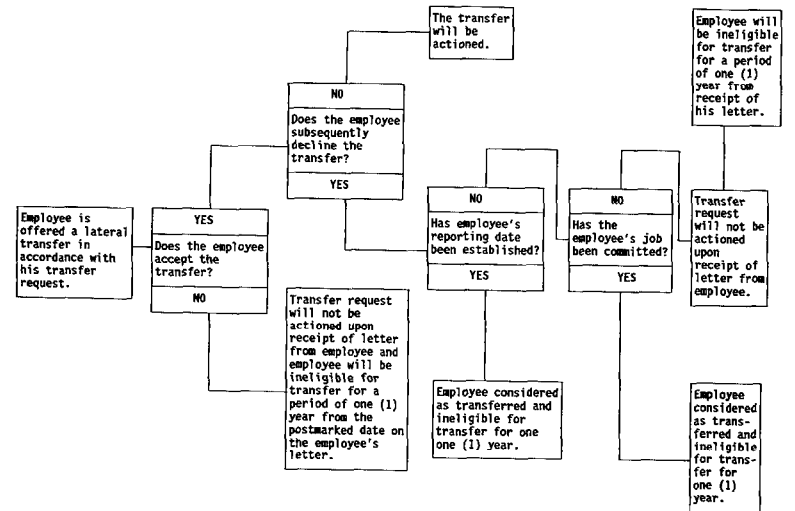 Employee is
offered a lateral
transfer in
accordance with
his transfer
request.
YES
Does the employee
accept the
transfer?
NO
NO
Does the employee
subsequently
decline the
transfer?
YES
The transfer
will be
actioned.
Transfer request
will not be
actioned upon
receipt of letter
from employee and
employee will be
ineligible for
transfer for a
period of one (1)
year from the
postmarked date on
the employee's
letter.
NO
Has employee's
reporting date
been established?
YES
Employee considered
as transferred and
ineligible for
transfer for one
one (1) year.
NO
Has the
employee's job
been committed?
YES
Employee will
be ineligible
for transfer
for a period
of one (1)
year from
receipt of
his letter.
Transfer
request
will not be
actioned
upon
receipt of
letter from
employee.
Employee
considered
as trans-
ferred and
ineligible
for trans-
fer for
one (1)
year.